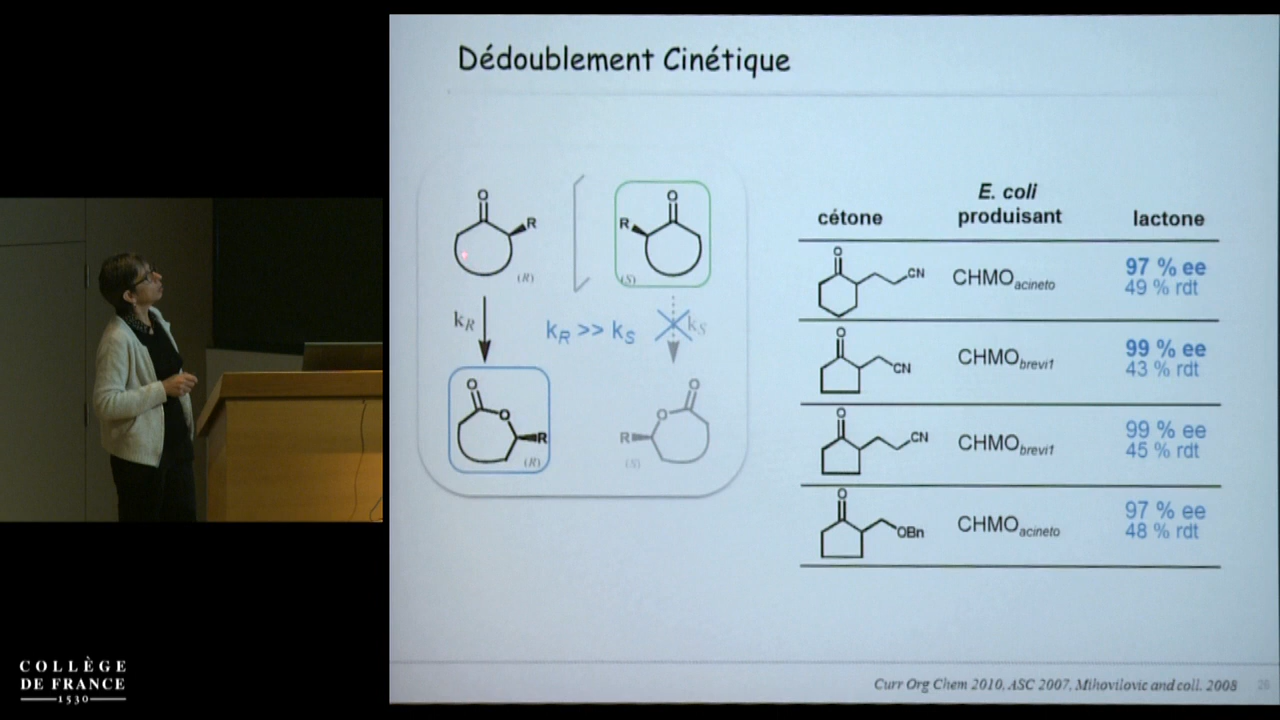 Dédoublement Cinétique
O
R
(R)
O
R
(S)
kR
kR >> kS
kS
O
O
R
(R)
O
O
R
(S)
cétone
E. coli
produisant
lactone
O
CN
CHMOacineto
97 % ee
49 % rdt
O
CN
CHMObrevi1
99 % ee
43 % rdt
O
CN
CHMObrevi1
99 % ee
45 % rdt
O
OBn
CHMOacineto
97 % ee
48 % rdt
Curr Org Chem 2010, ASC 2007, Mihovilovic and coll. 2008
26
COLLÈGE
DE FRANCE
1530